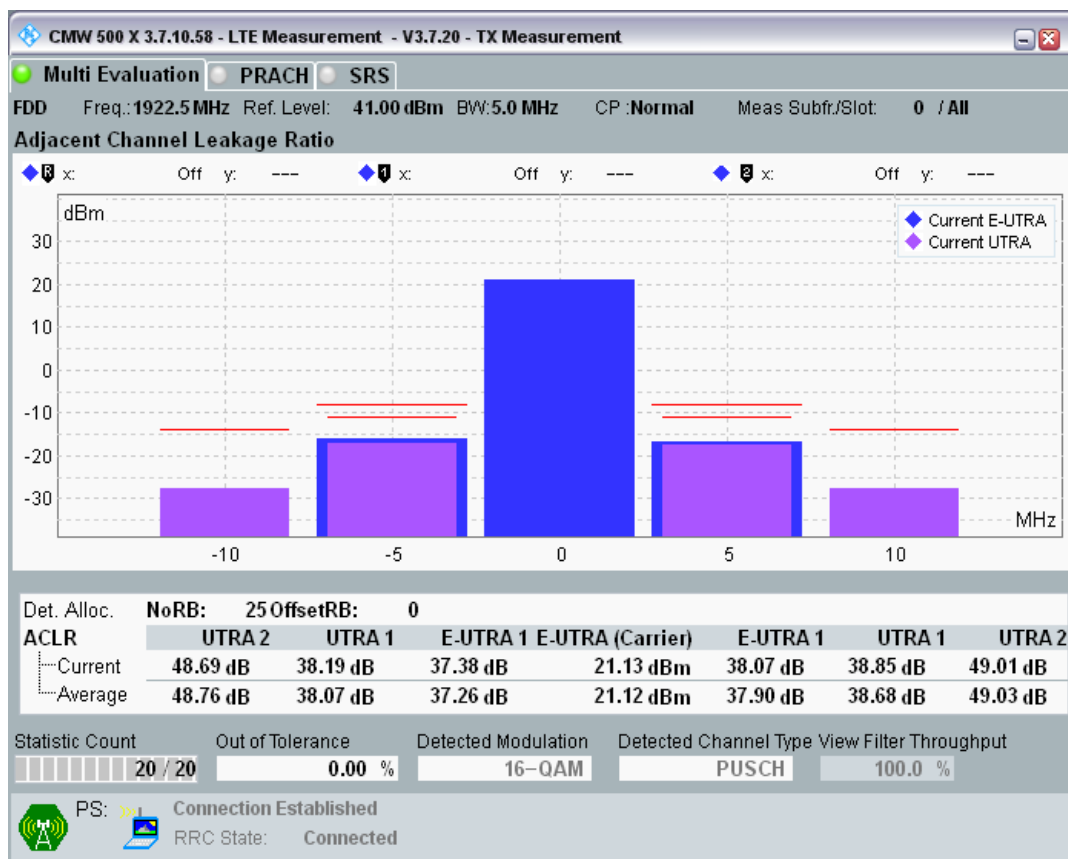 CMW 500 X 3.7.10.58 - LTE Measurement - V3.7.20 - TX Measurement
Multi Evaluation PRACH SRS
FDD Freq.: 1922.5 MHz Ref. Level: 41.00 dBm BW: 5.0 MHz CP : Normal Meas Subfr./Slot: 0 / All
Adjacent Channel Leakage Ratio
R x: Off y: --- 1 x: Off y: --- 2 x: Off y: ---
dBm
Current E-UTRA
Current UTRA
30
20
10
0
-10
-20
-30
MHz
-10 -5 0 5 10
Det. Alloc. NoRB: 25 OffsetRB: 0
ACLR UTRA 2 UTRA 1 E-UTRA 1 E-UTRA (Carrier) E-UTRA 1 UTRA 1 UTRA 2
Current 48.69 dB 38.19 dB 37.38 dB 21.13 dBm 38.07 dB 38.85 dB 49.01 dB
Average 48.76 dB 38.07 dB 37.26 dB 21.12 dBm 37.90 dB 38.68 dB 49.03 dB
Statistic Count Out of Tolerance Detected Modulation Detected Channel Type View Filter Throughput
20 / 20 0.00 % 16-QAM PUSCH 100.0 %
PS: Connection Established
RRC State: Connected